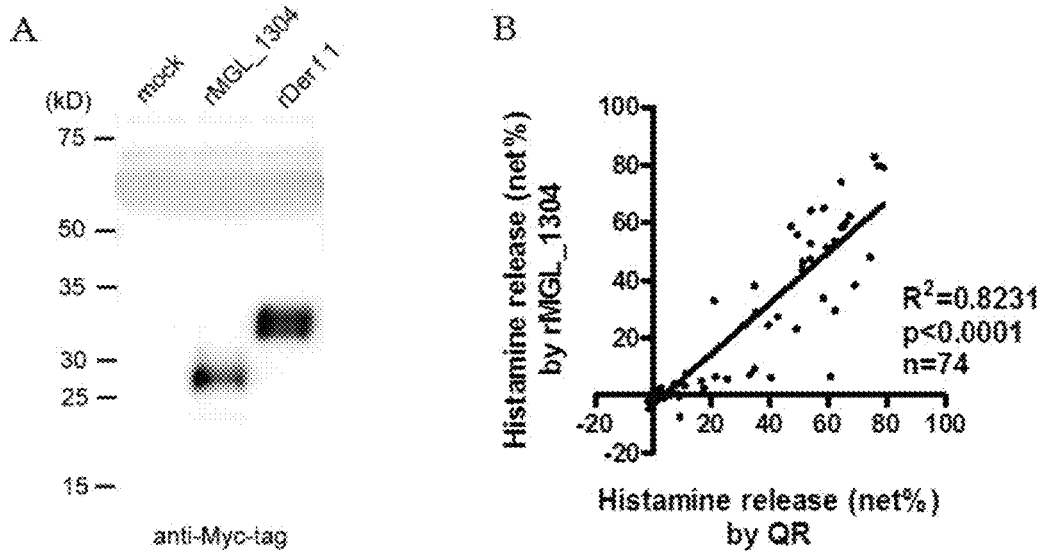 A
mock
rMGL_1304
rDer f 1
(kD)
75
50
35
30
25
15
anti-Myc-tag
B
Histamine release (net%)
by rMGL_1304
100
80
60
40
20
-20
-20
20
40
60
80
100
R²=0.8231
p<0.0001
n=74
Histamine release (net%)
by QR